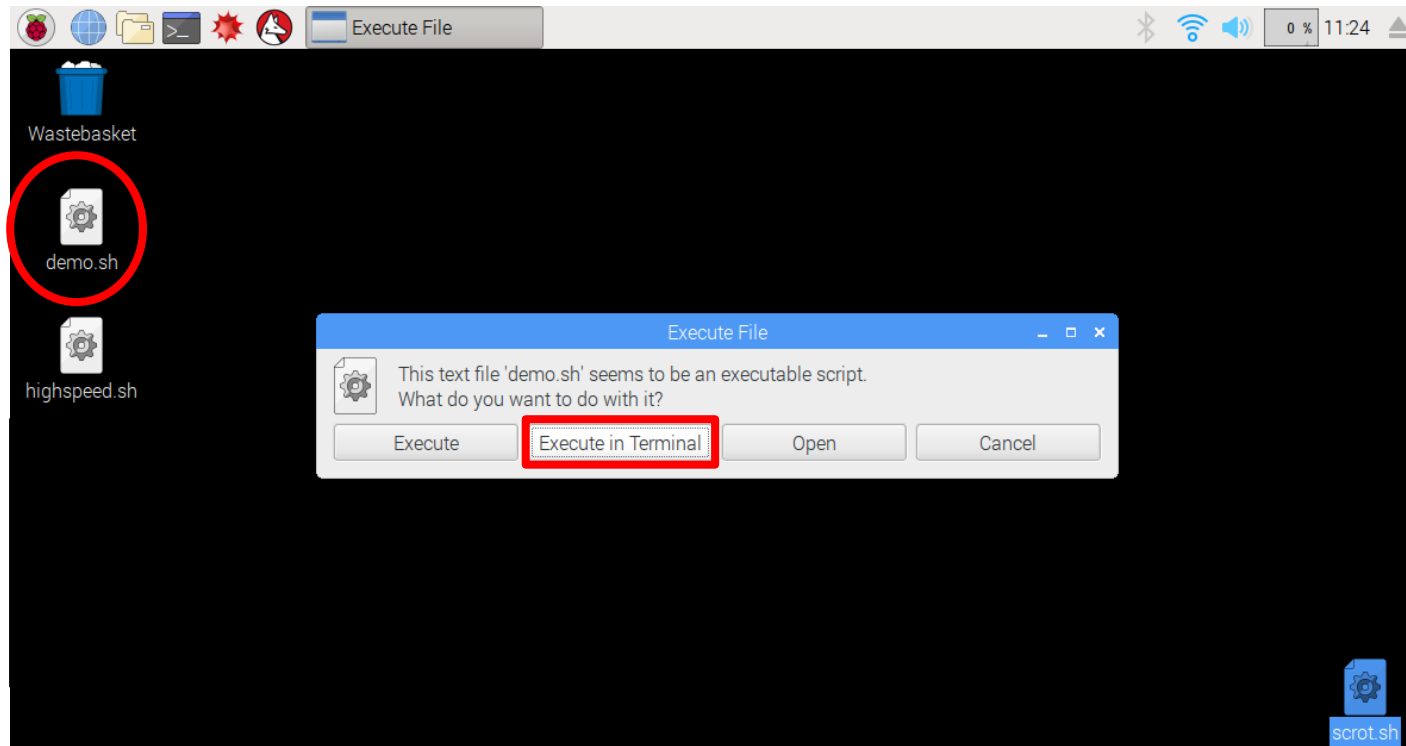 Execute File
0 % 11:24
Wastebasket
demo.sh
highspeed.sh
Execute File
This text file 'demo.sh' seems to be an executable script.
What do you want to do with it?
Execute Execute in Terminal Open Cancel
scrot.sh